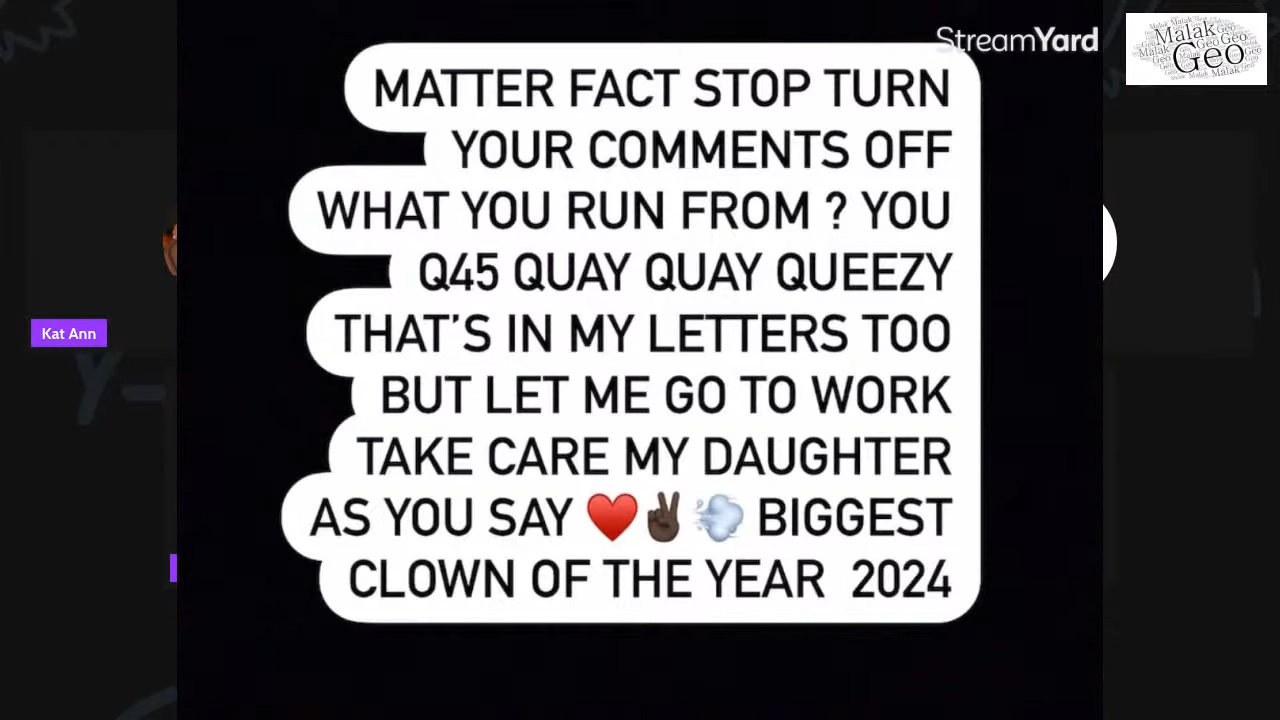 StreamYard
Malak
Geo
MATTER FACT STOP TURN
YOUR COMMENTS OFF
WHAT YOU RUN FROM ? YOU
Q45 QUAY QUAY QUEEZY
THAT'S IN MY LETTERS TOO
BUT LET ME GO TO WORK
TAKE CARE MY DAUGHTER
AS YOU SAY ❤️✌🏿💨 BIGGEST
CLOWN OF THE YEAR 2024
Kat Ann